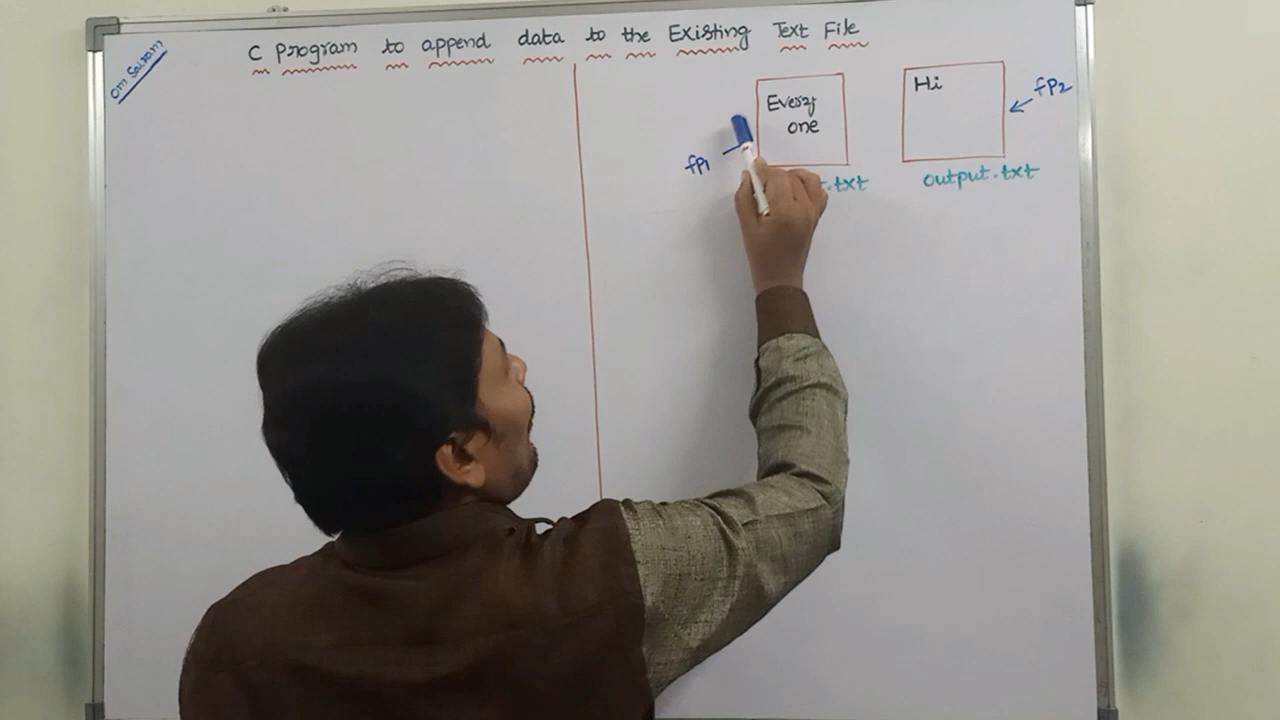 Om Sairam
C Program to append data to the Existing Text File
Every
one
Hi
fp2
fp1
.txt
output.txt